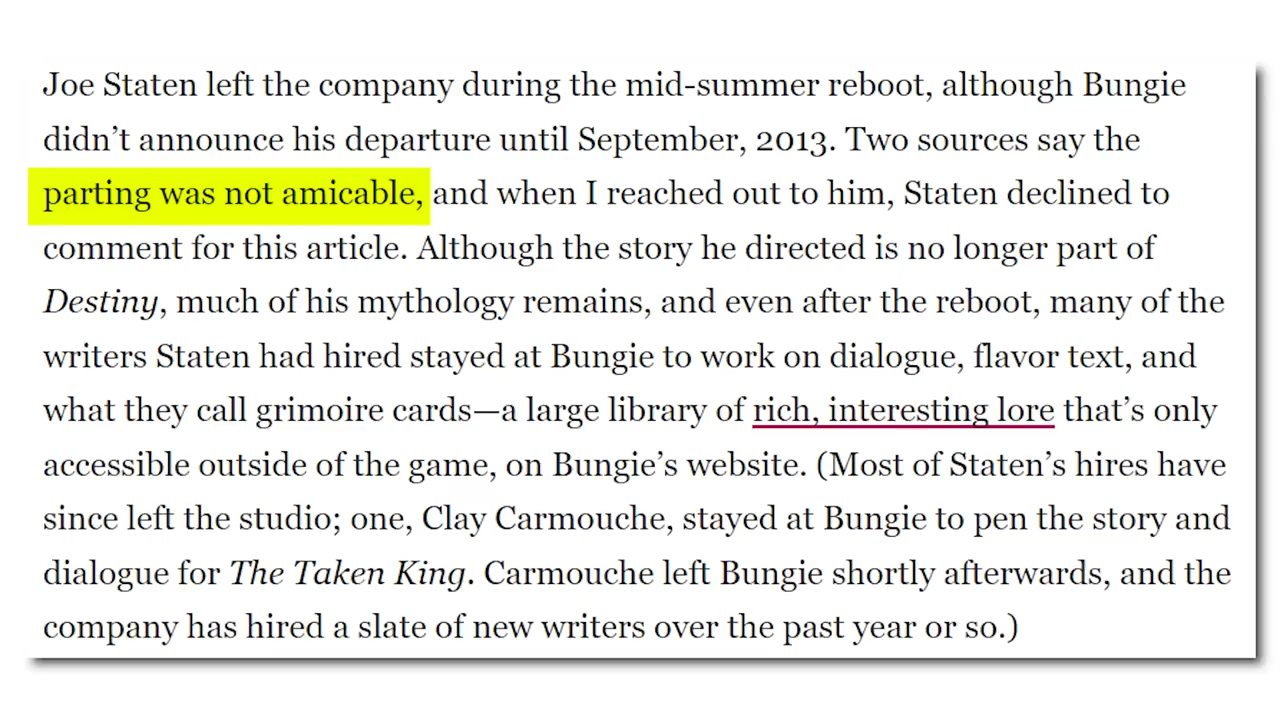 Joe Staten left the company during the mid-summer reboot, although Bungie
didn’t announce his departure until September, 2013. Two sources say the
parting was not amicable, and when I reached out to him, Staten declined to
comment for this article. Although the story he directed is no longer part of
Destiny, much of his mythology remains, and even after the reboot, many of the
writers Staten had hired stayed at Bungie to work on dialogue, flavor text, and
what they call grimoire cards—a large library of rich, interesting lore that’s only
accessible outside of the game, on Bungie’s website. (Most of Staten’s hires have
since left the studio; one, Clay Carmouche, stayed at Bungie to pen the story and
dialogue for The Taken King. Carmouche left Bungie shortly afterwards, and the
company has hired a slate of new writers over the past year or so.)